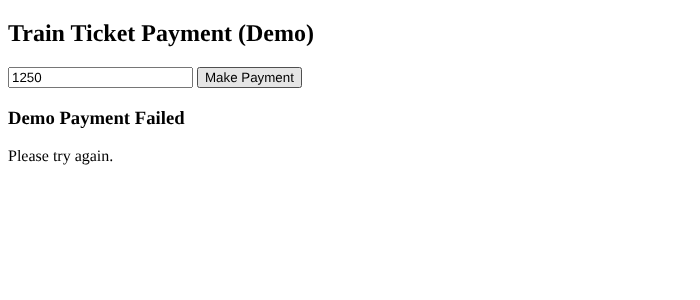 Train Ticket Payment (Demo)
1250 Make Payment
Demo Payment Failed
Please try again.